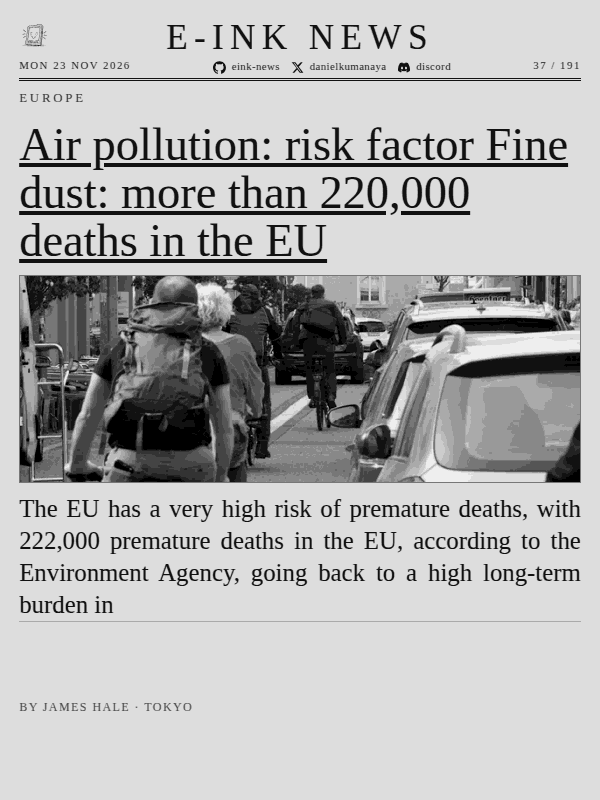 E-INK NEWS
MON 23 NOV 2026
eink-news danielkumanaya discord
37 / 191
EUROPE
Air pollution: risk factor Fine
dust: more than 220,000
deaths in the EU
The EU has a very high risk of premature deaths, with
222,000 premature deaths in the EU, according to the
Environment Agency, going back to a high long-term
burden in
BY JAMES HALE · TOKYO